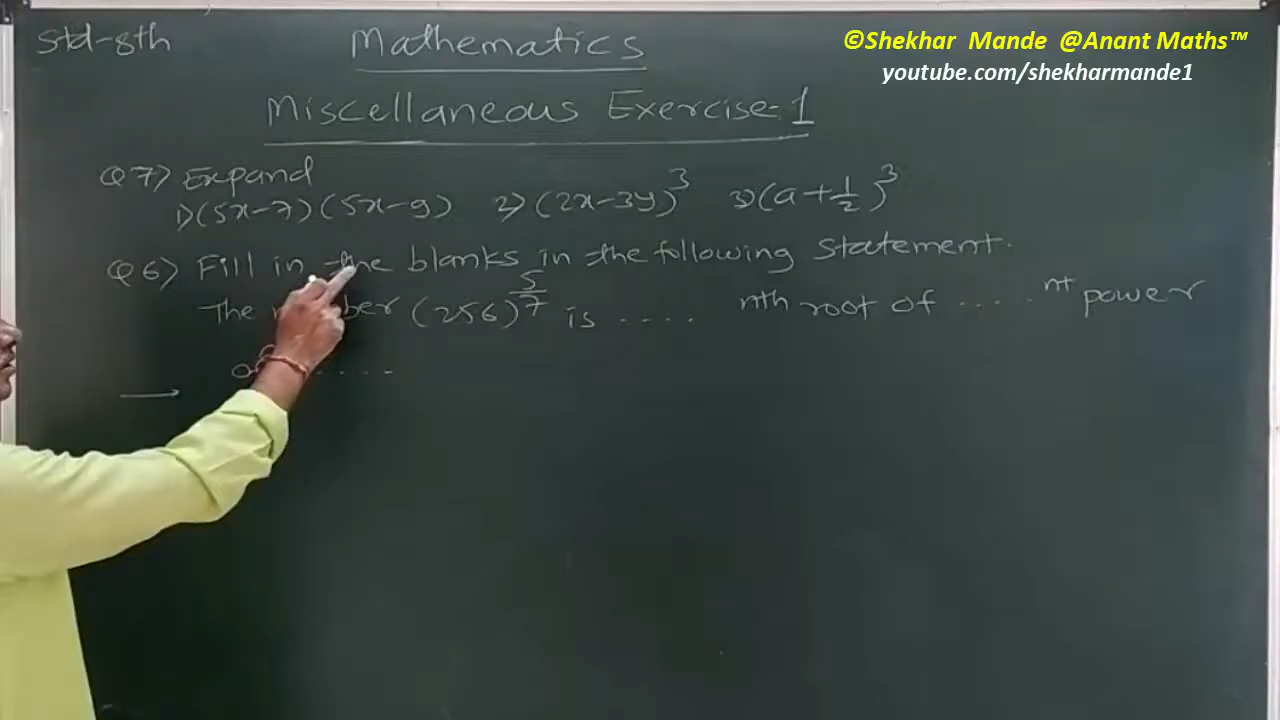 Std-8th
Mathematics
©Shekhar Mande @Anant Maths™
youtube.com/shekharmande1
Miscellaneous Exercise-1
Q7) Expand
1) (5x-7)(5x-9) 2) (2x-3y)³ 3) (a+1/2)³
Q6) Fill in the blanks in the following Statement.
The (256)^5/7 is .... nth root of ..... nt power
of .....